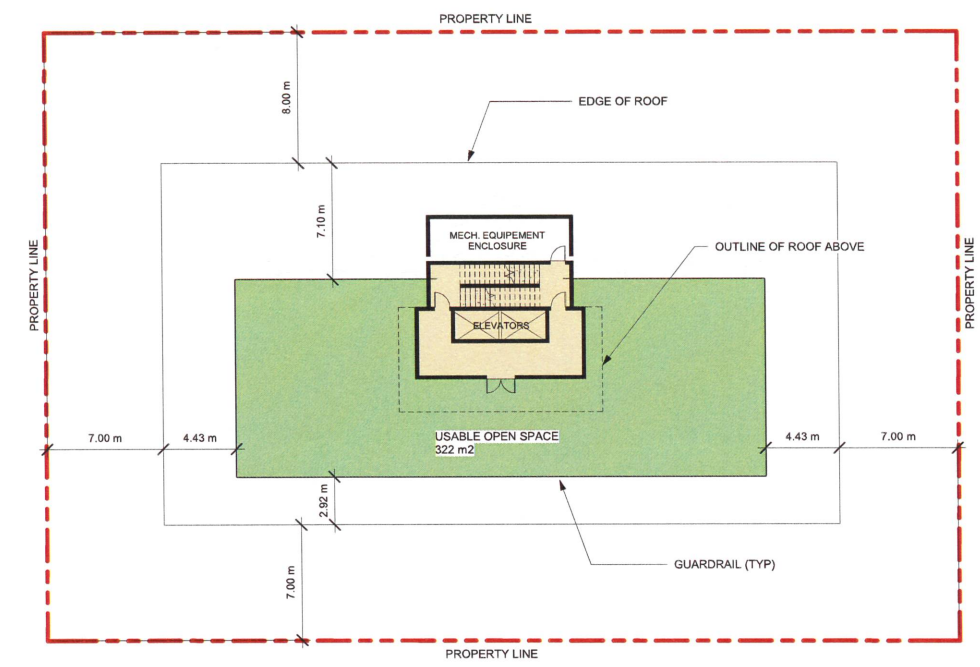 PROPERTY LINE
8.00 m
EDGE OF ROOF
7.10 m
MECH. EQUIPEMENT
ENCLOSURE
OUTLINE OF ROOF ABOVE
PROPERTY LINE
PROPERTY LINE
ELEVATORS
7.00 m
4.43 m
USABLE OPEN SPACE
322 m2
4.43 m
7.00 m
2.92 m
GUARDRAIL (TYP)
7.00 m
PROPERTY LINE